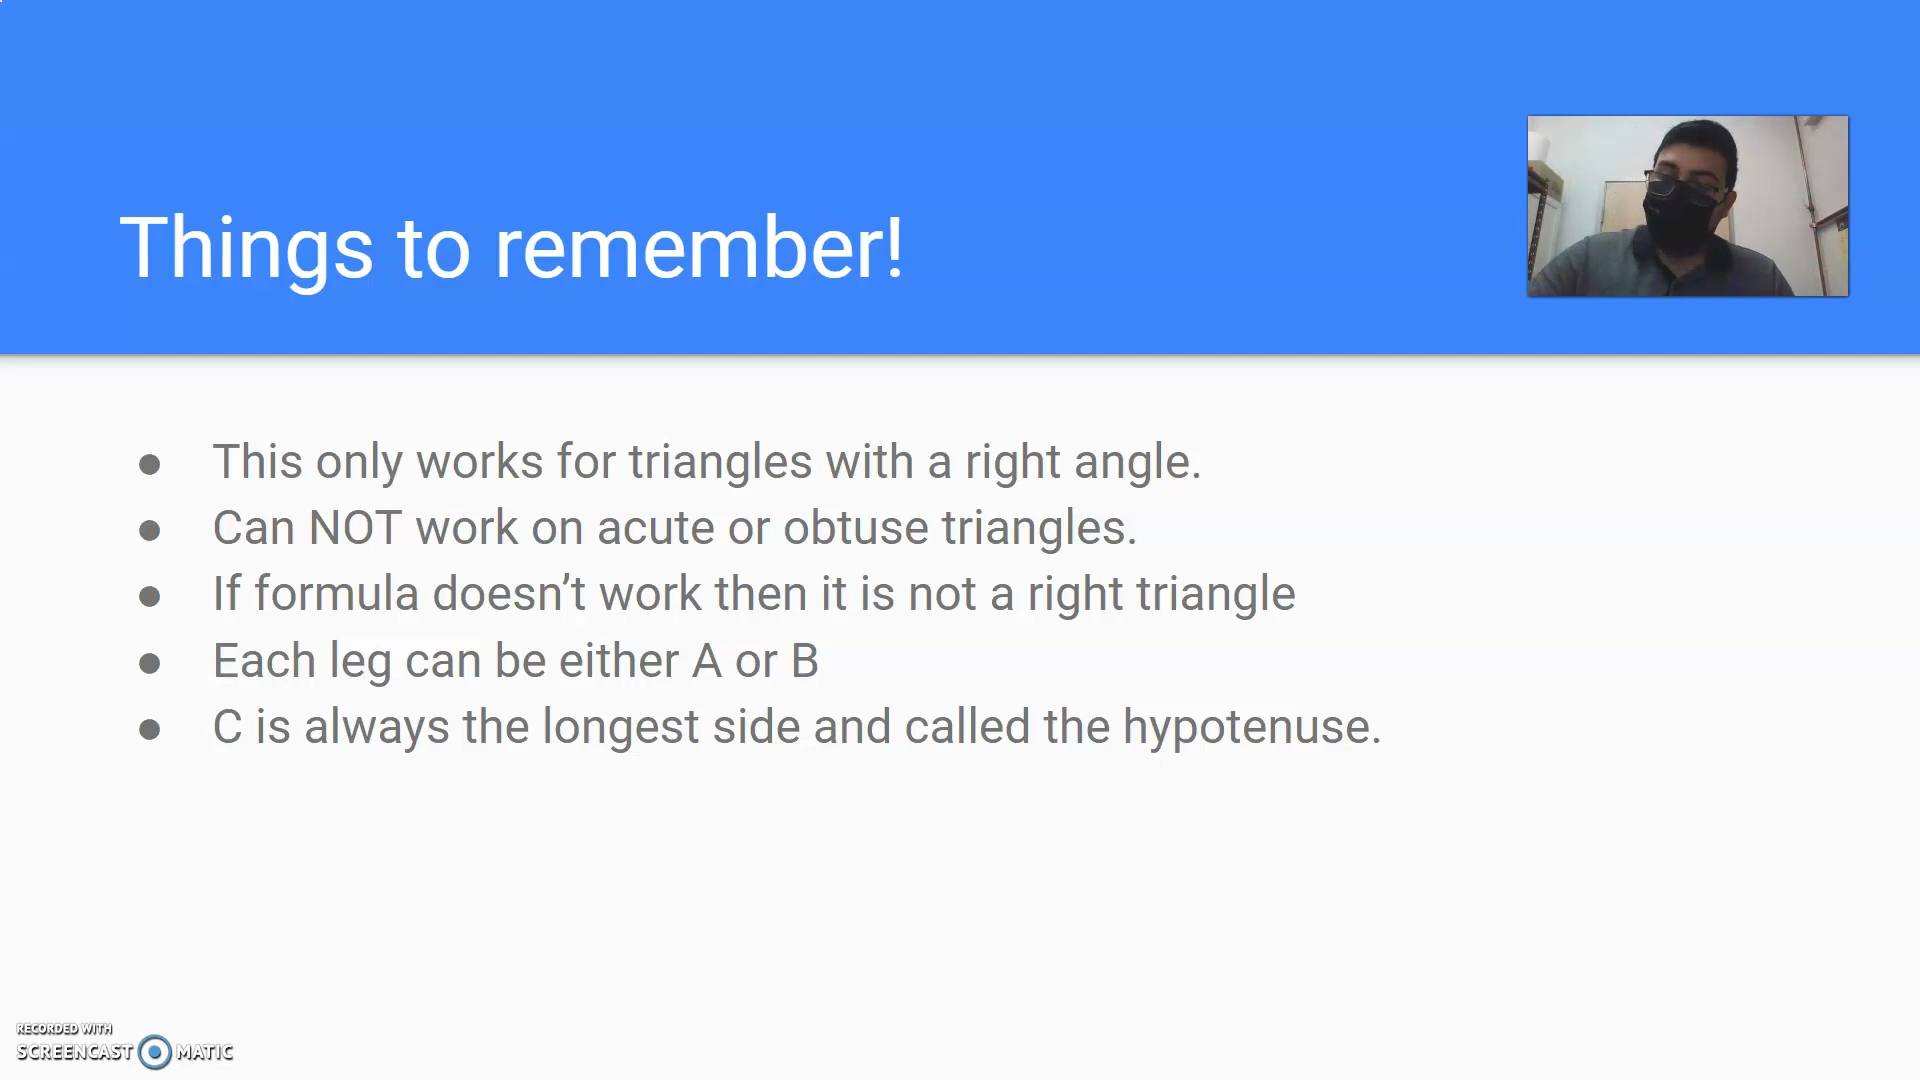 Things to remember!
This only works for triangles with a right angle.
Can NOT work on acute or obtuse triangles.
If formula doesn’t work then it is not a right triangle
Each leg can be either A or B
C is always the longest side and called the hypotenuse.
RECORDED WITH
SCREENCAST MATIC